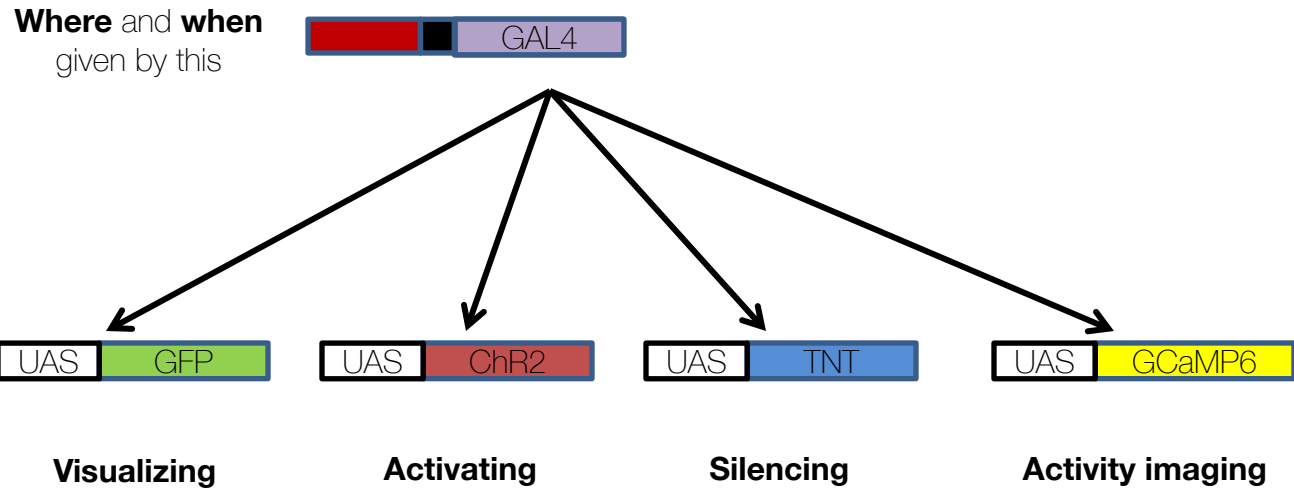 Where and when
given by this
GAL4
UAS GFP
UAS ChR2
UAS TNT
UAS GCaMP6
Visualizing
Activating
Silencing
Activity imaging